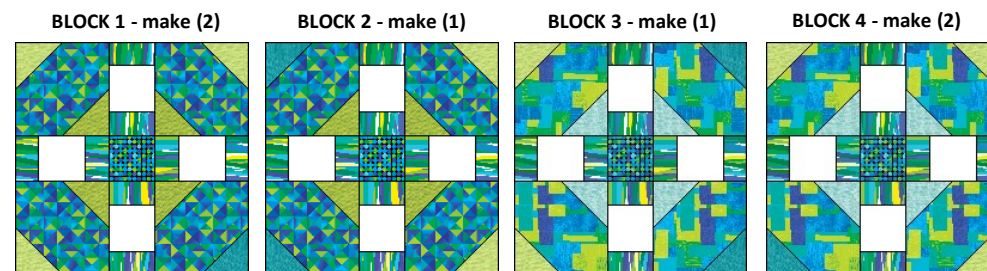 BLOCK 1 - make (2)
BLOCK 2 - make (1)
BLOCK 3 - make (1)
BLOCK 4 - make (2)